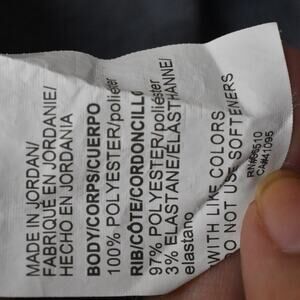 MADE IN JORDAN/
FABRIQUÉ EN JORDANIE/
HECHO EN JORDANIA
BODY/CORPS/CUERPO
100% POLYESTER/poliéster
RIB/CÔTE/CORDONCILLO
97% POLYESTER/poliéster
3% ELASTANE/ELASTHANNE/
elastano
WITH LIKE COLORS
DO NOT USE SOFTENERS
CA#41095